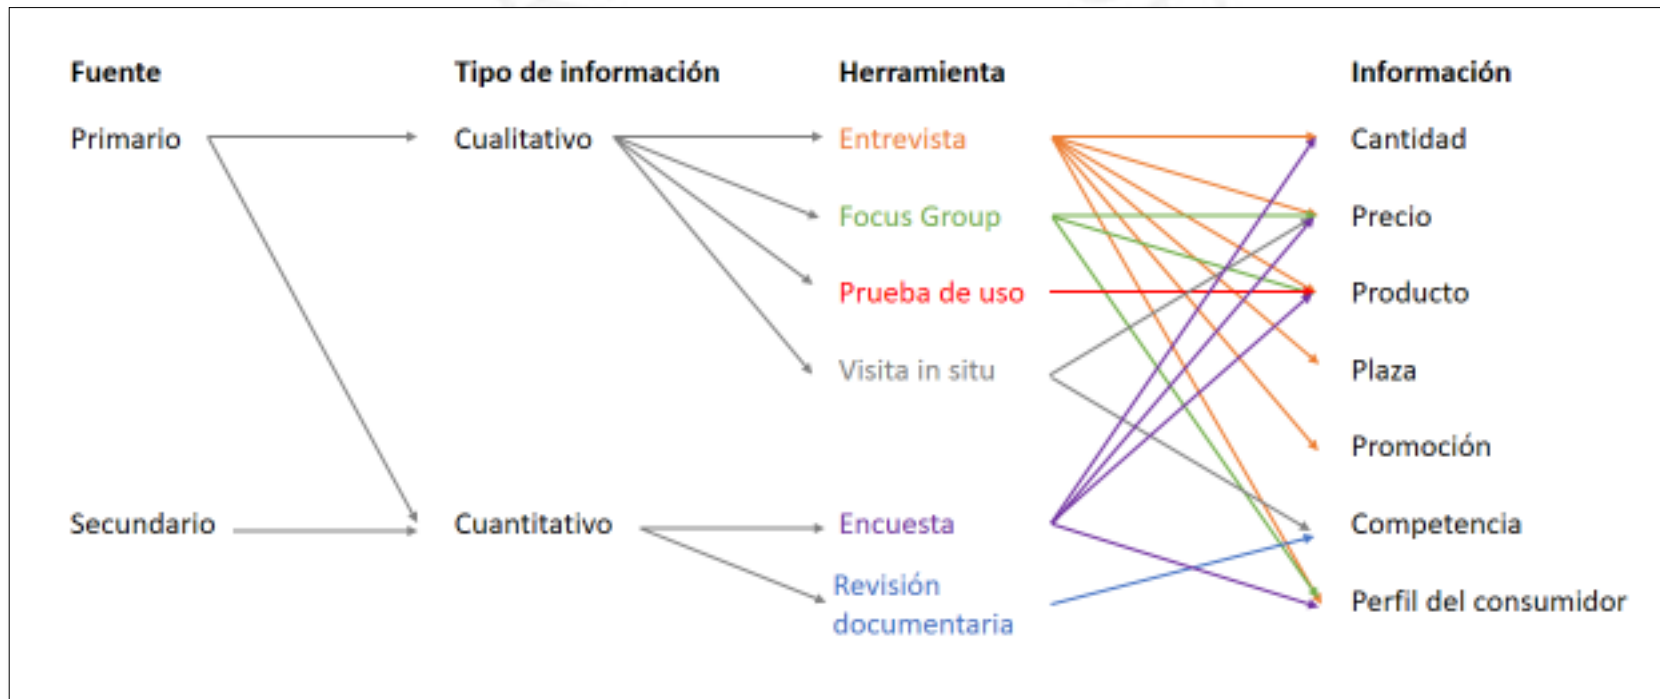 Fuente Tipo de información Herramienta Información
Primario Cualitativo Entrevista Cantidad
Focus Group Precio
Prueba de uso Producto
Visita in situ Plaza
Promoción
Secundario Cuantitativo Encuesta Competencia
Revisión
documentaria
Perfil del consumidor